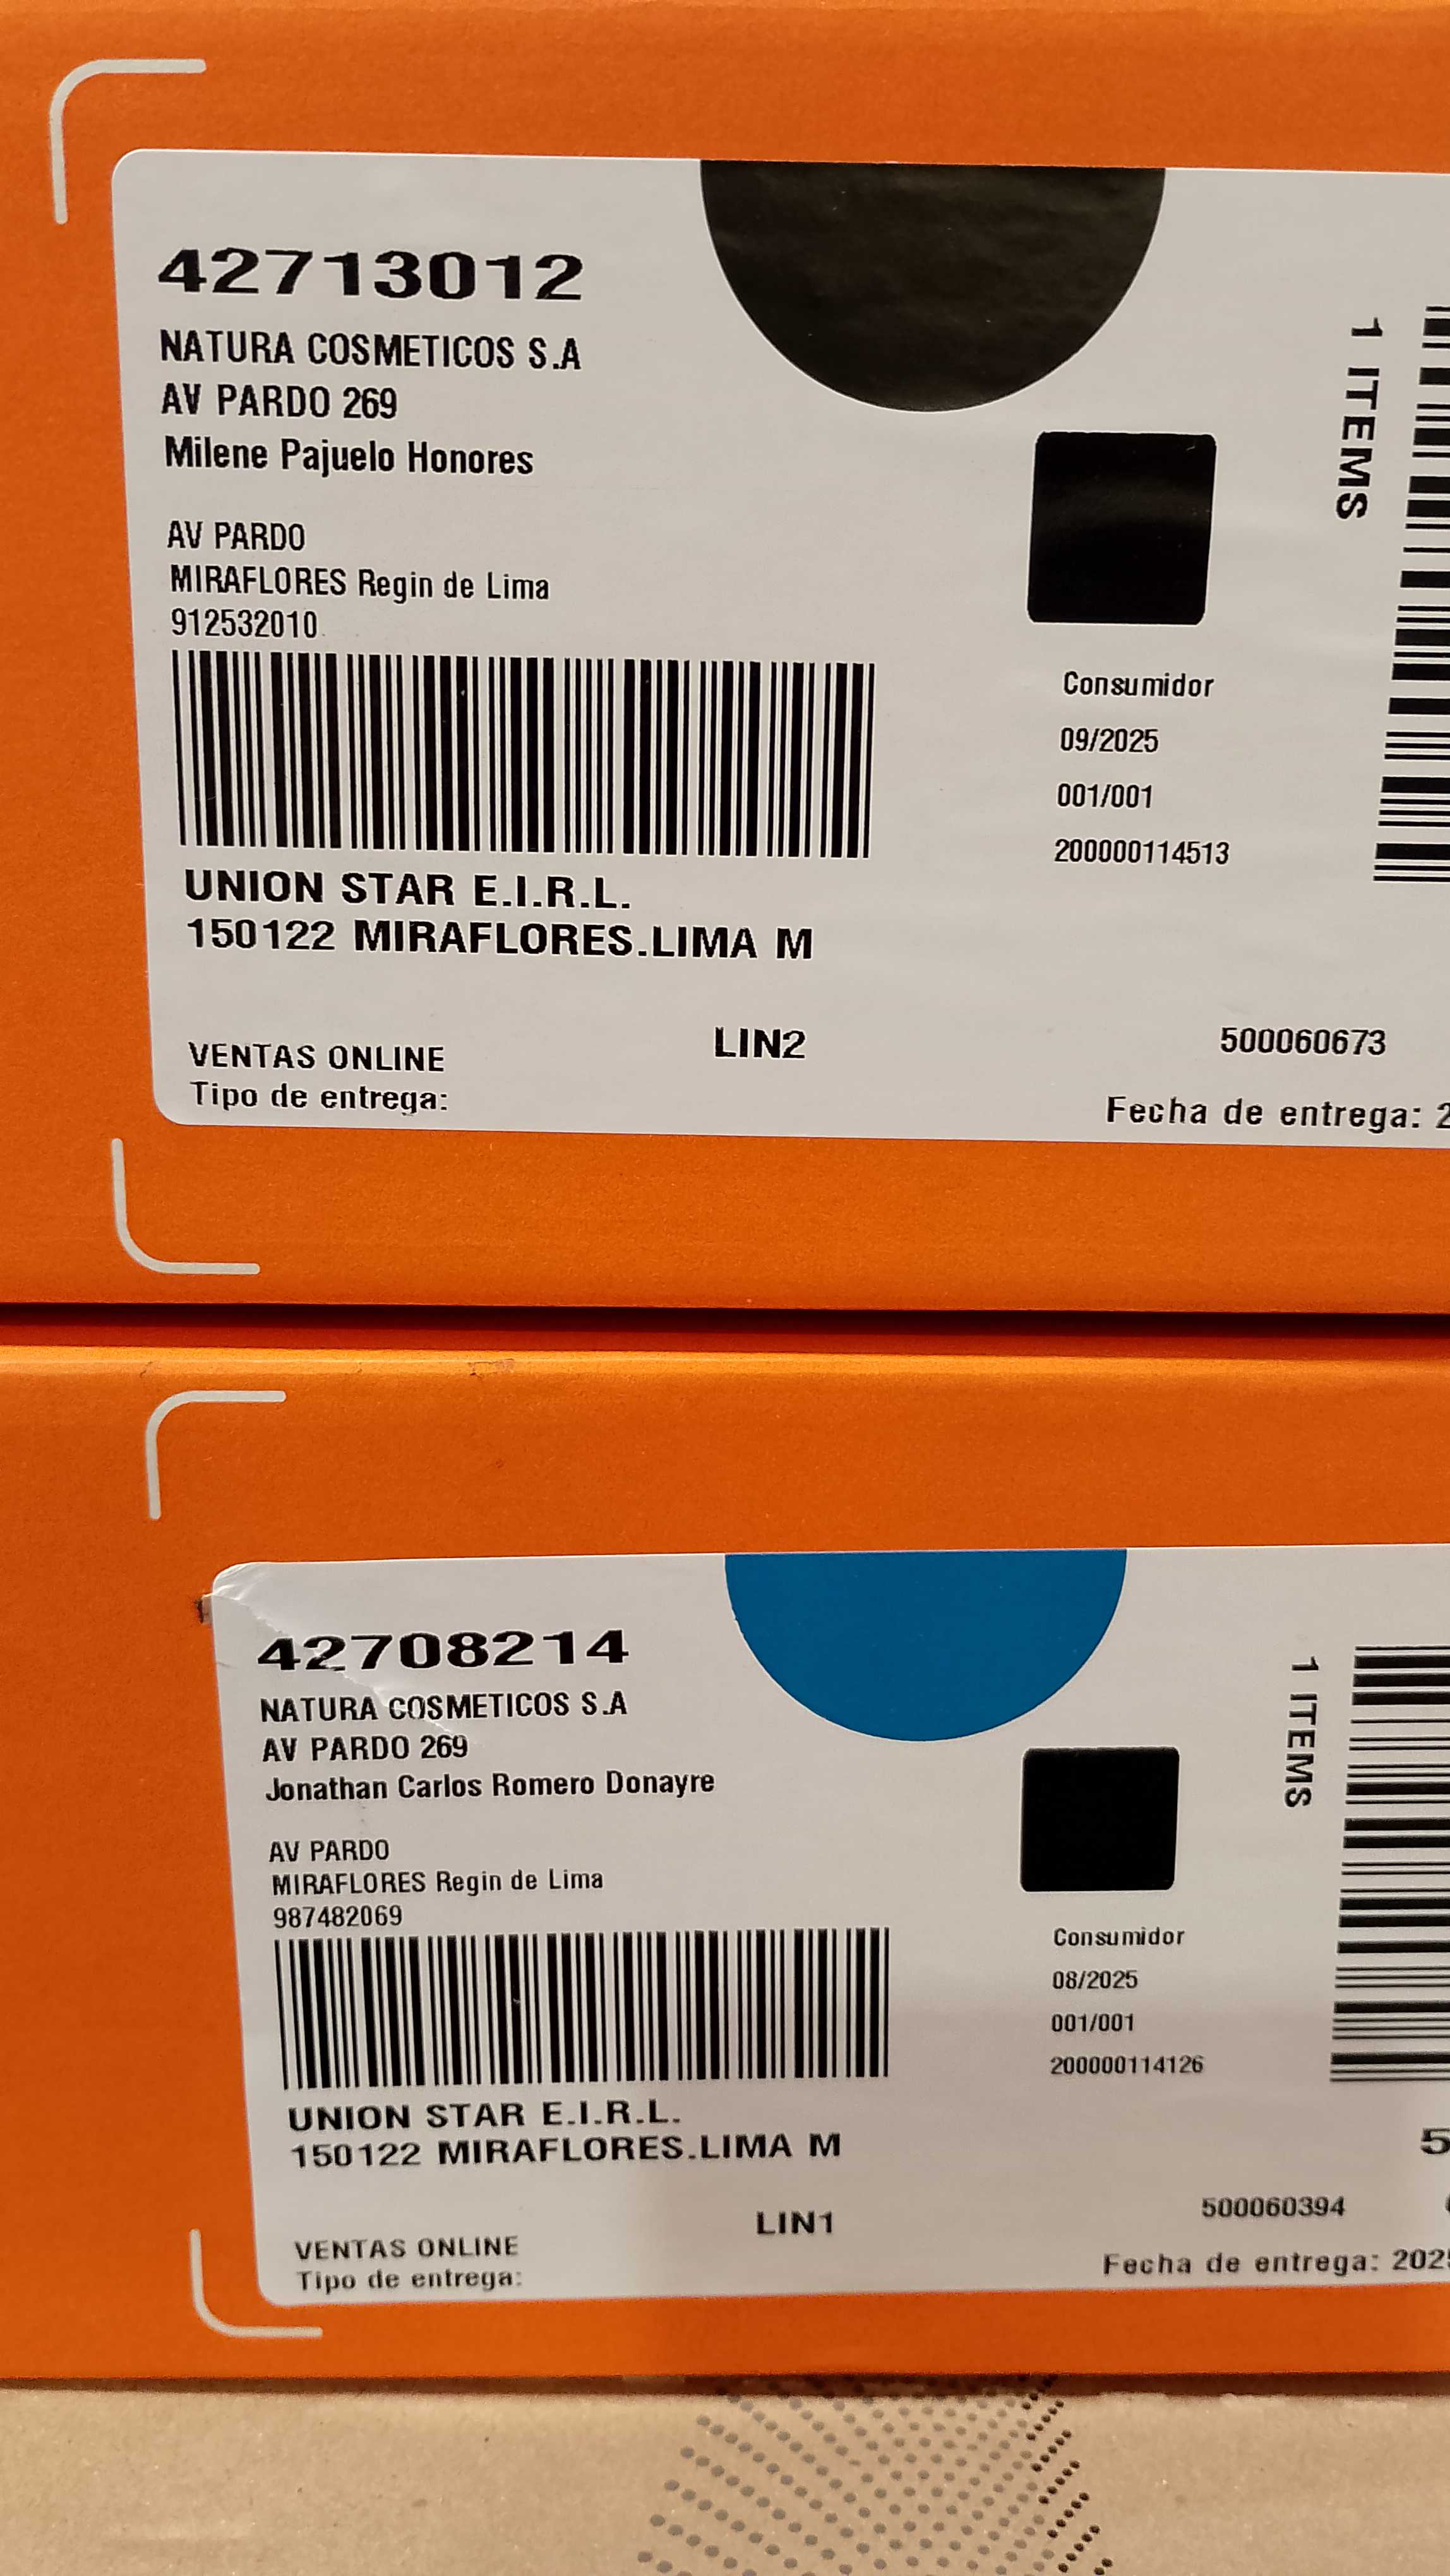 42713012
NATURA COSMETICOS S.A
AV PARDO 269
Milene Pajuelo Honores
AV PARDO
MIRAFLORES Regin de Lima
912532010
1 ITEMS
Consumidor
09/2025
001/001
200000114513
UNION STAR E.I.R.L.
150122 MIRAFLORES.LIMA M
LIN2
500060673
VENTAS ONLINE
Tipo de entrega:
Fecha de entrega: 2
42708214
NATURA COSMETICOS S.A
AV PARDO 269
Jonathan Carlos Romero Donayre
AV PARDO
MIRAFLORES Regin de Lima
987482069
1 ITEMS
Consumidor
08/2025
001/001
200000114126
UNION STAR E.I.R.L.
150122 MIRAFLORES.LIMA M
5
LIN1
500060394
VENTAS ONLINE
Tipo de entrega:
Fecha de entrega: 202